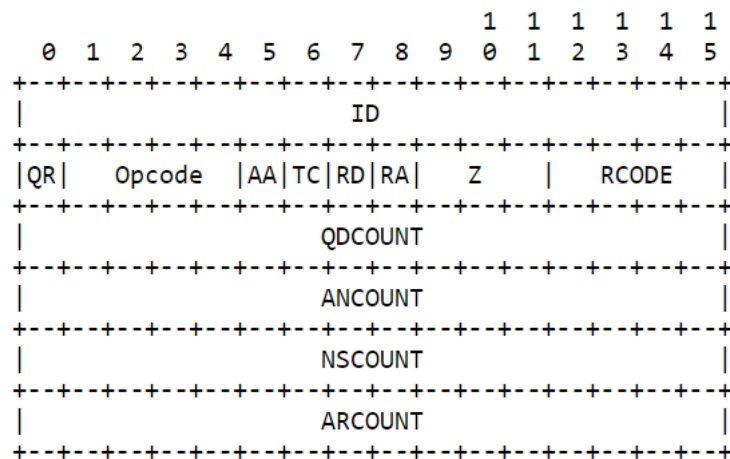 1  1  1  1  1  1
  0  1  2  3  4  5  6  7  8  9  0  1  2  3  4  5
+--+--+--+--+--+--+--+--+--+--+--+--+--+--+--+--+
|                      ID                       |
+--+--+--+--+--+--+--+--+--+--+--+--+--+--+--+--+
|QR|   Opcode  |AA|TC|RD|RA|   Z    |   RCODE   |
+--+--+--+--+--+--+--+--+--+--+--+--+--+--+--+--+
|                    QDCOUNT                    |
+--+--+--+--+--+--+--+--+--+--+--+--+--+--+--+--+
|                    ANCOUNT                    |
+--+--+--+--+--+--+--+--+--+--+--+--+--+--+--+--+
|                    NSCOUNT                    |
+--+--+--+--+--+--+--+--+--+--+--+--+--+--+--+--+
|                    ARCOUNT                    |
+--+--+--+--+--+--+--+--+--+--+--+--+--+--+--+--+